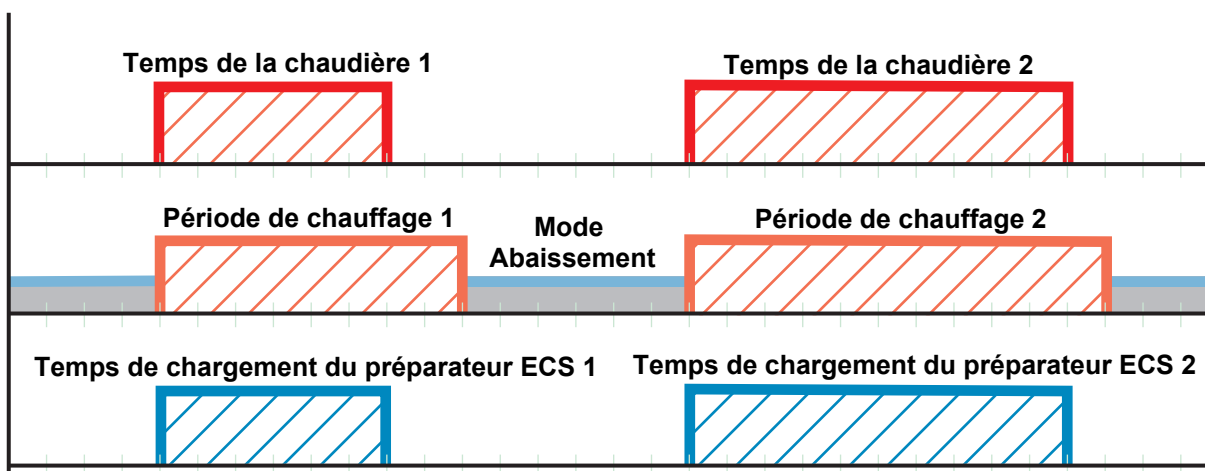 Temps de la chaudière 1
Temps de la chaudière 2
Période de chauffage 1
Mode
Abaissement
Période de chauffage 2
Temps de chargement du préparateur ECS 1
Temps de chargement du préparateur ECS 2